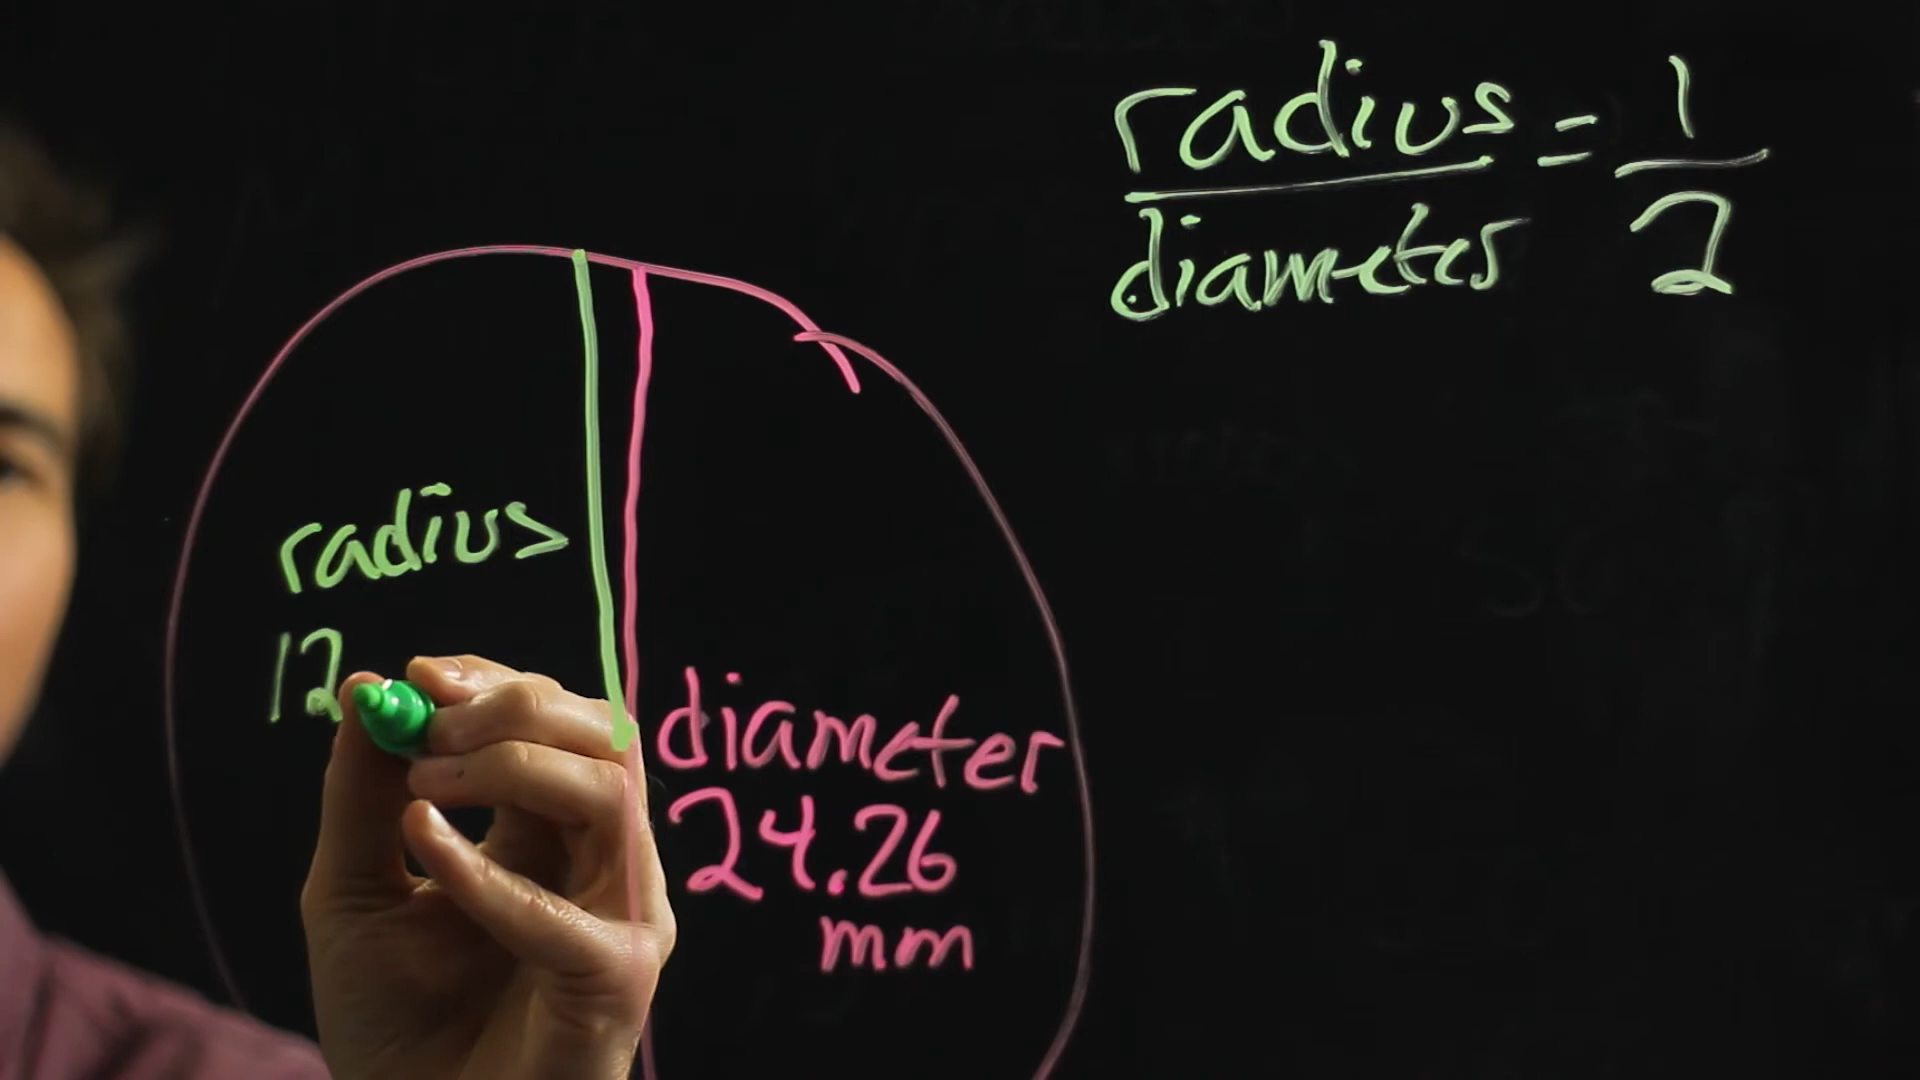 radius = 1
diameter 2
radius
12
diameter
24.26
mm